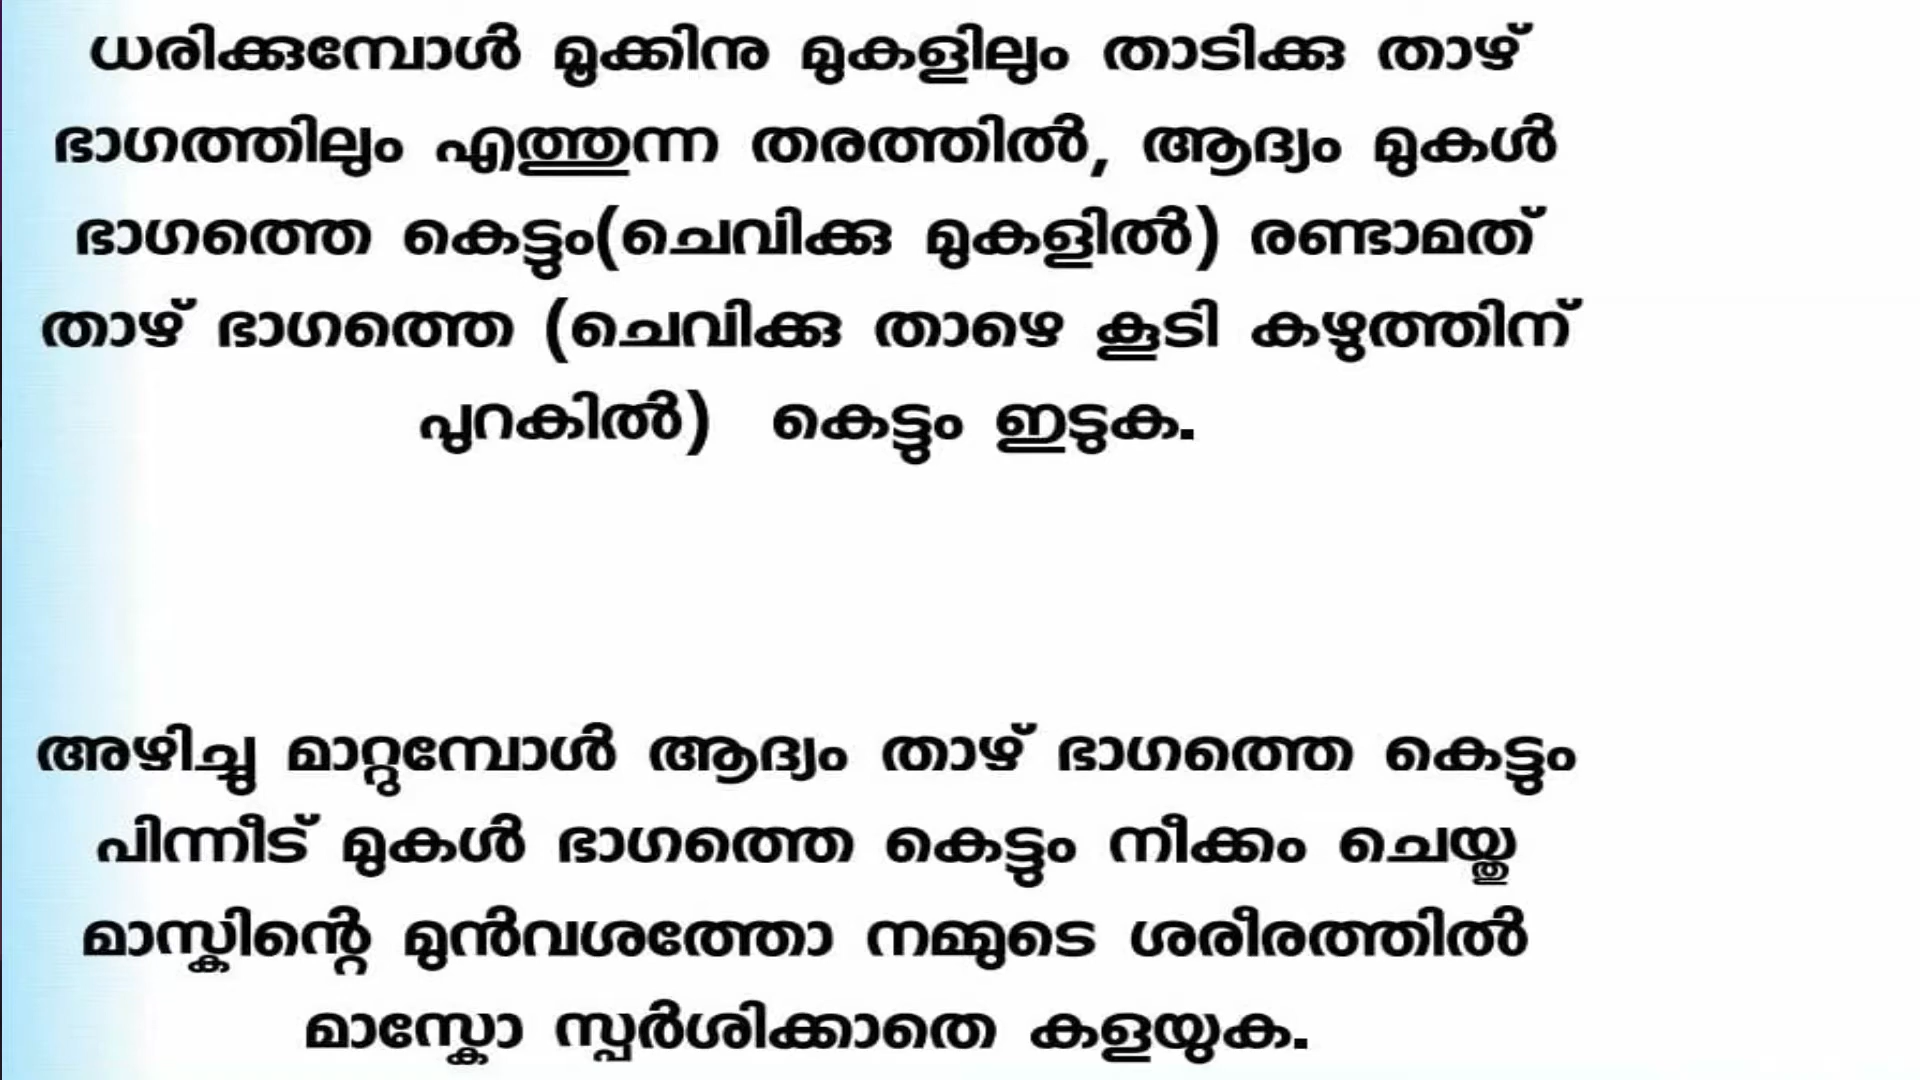 ധരിക്കുമ്പോൾ മൂക്കിനു മുകളിലും താടിക്കു താഴ്
ഭാഗത്തിലും എത്തുന്ന തരത്തിൽ, ആദ്യം മുകൾ
ഭാഗത്തെ കെട്ടും(ചെവിക്കു മുകളിൽ) രണ്ടാമത്
താഴ് ഭാഗത്തെ (ചെവിക്കു താഴെ കൂടി കഴുത്തിന്
പുറകിൽ) കെട്ടും ഇടുക.
അഴിച്ചു മാറ്റുമ്പോൾ ആദ്യം താഴ് ഭാഗത്തെ കെട്ടും
പിന്നീട് മുകൾ ഭാഗത്തെ കെട്ടും നീക്കം ചെയ്തു
മാസ്കിന്റെ മുൻവശത്തോ നമ്മുടെ ശരീരത്തിൽ
മാസ്കോ സ്പർശിക്കാതെ കളയുക.